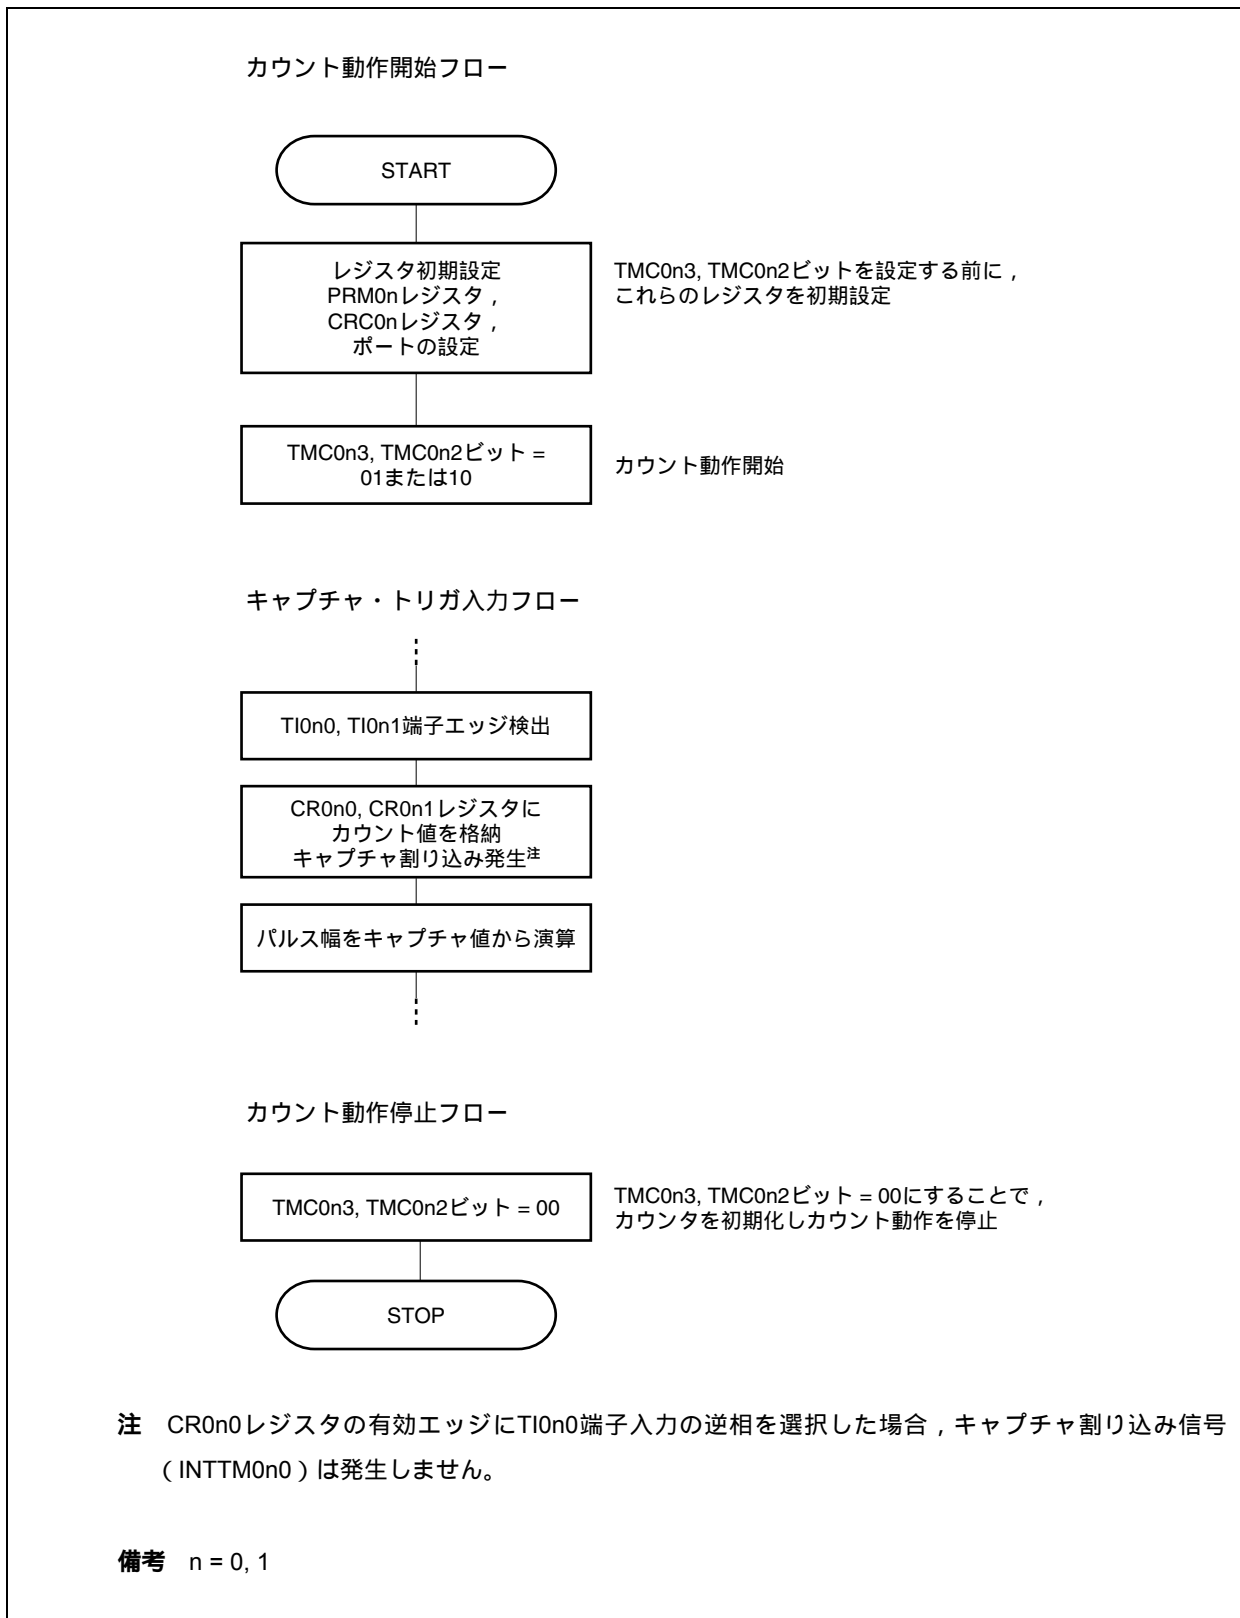 カウント動作開始フロー
START
レジスタ初期設定
PRM0nレジスタ，
CRC0nレジスタ，
ポートの設定
TMC0n3, TMC0n2ビットを設定する前に，
これらのレジスタを初期設定
TMC0n3, TMC0n2ビット =
01または10
カウント動作開始
キャプチャ・トリガ入力フロー
TI0n0, TI0n1端子エッジ検出
CR0n0, CR0n1レジスタに
カウント値を格納
キャプチャ割り込み発生注
パルス幅をキャプチャ値から演算
カウント動作停止フロー
TMC0n3, TMC0n2ビット = 00
TMC0n3, TMC0n2ビット = 00にすることで，
カウンタを初期化しカウント動作を停止
STOP
注　CR0n0レジスタの有効エッジにTI0n0端子入力の逆相を選択した場合，キャプチャ割り込み信号
（INTTM0n0）は発生しません。
備考　n = 0, 1